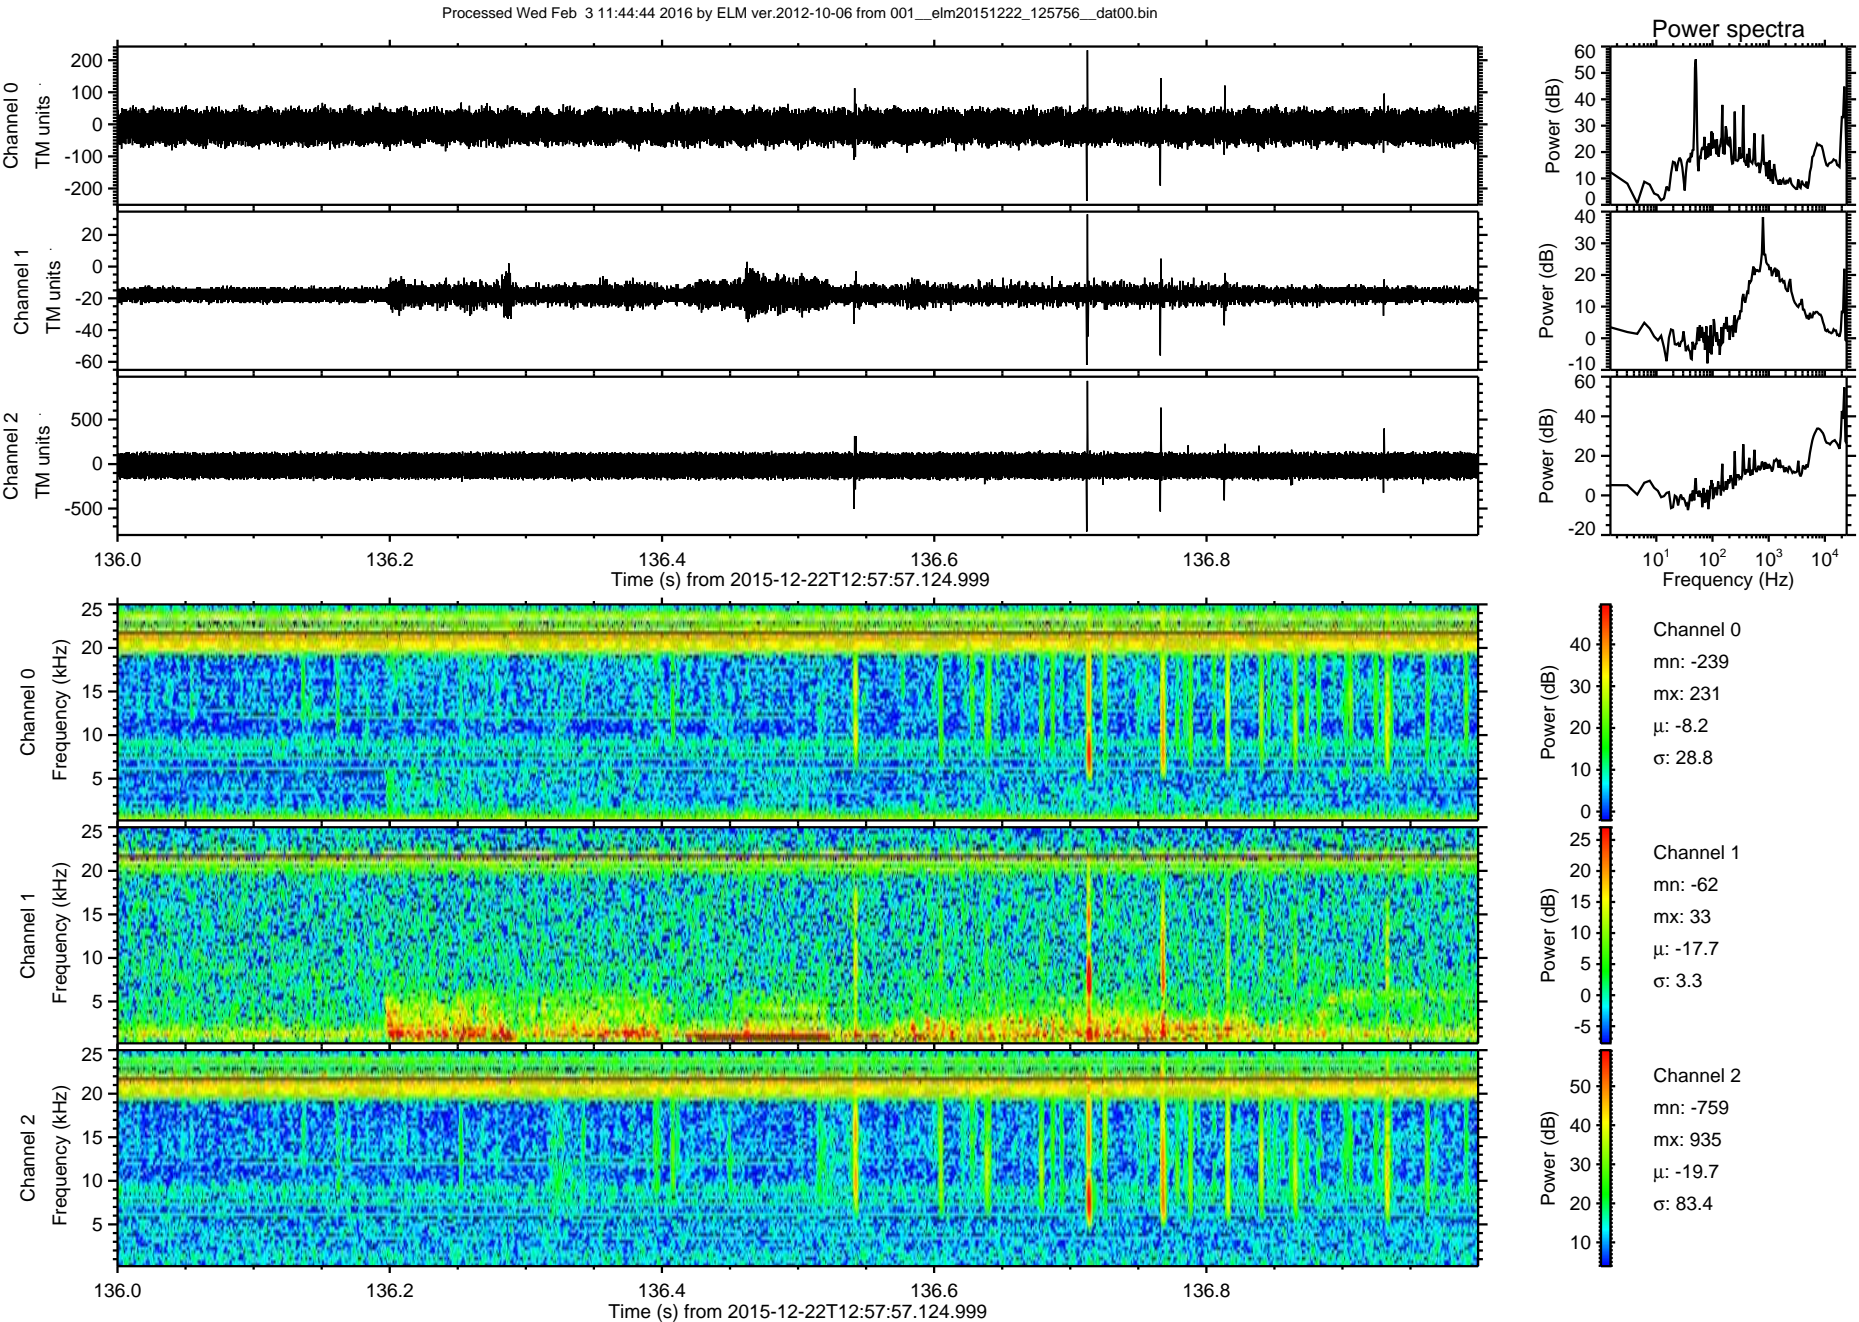 Processed Wed Feb  3 11:44:44 2016 by ELM ver.2012-10-06 from 001__elm20151222_125756__dat00.bin
Power spectra
Channel 0
TM units
200
100
0
-100
-200
Power (dB)
60
50
40
30
20
10
0
Channel 1
TM units
20
0
-20
-40
-60
Power (dB)
40
30
20
10
0
-10
Channel 2
TM units
500
0
-500
Power (dB)
60
40
20
0
-20
136.0 136.2 136.4 136.6 136.8
Time (s) from 2015-12-22T12:57:57.124.999
10¹ 10² 10³ 10⁴
Frequency (Hz)
Channel 0
Frequency (kHz)
25
20
15
10
5
Power (dB)
40
30
20
10
0
Channel 0
mn: -239
mx: 231
μ: -8.2
σ: 28.8
Channel 1
Frequency (kHz)
25
20
15
10
5
Power (dB)
25
20
15
10
5
0
-5
Channel 1
mn: -62
mx: 33
μ: -17.7
σ: 3.3
Channel 2
Frequency (kHz)
25
20
15
10
5
Power (dB)
50
40
30
20
10
Channel 2
mn: -759
mx: 935
μ: -19.7
σ: 83.4
136.0 136.2 136.4 136.6 136.8
Time (s) from 2015-12-22T12:57:57.124.999